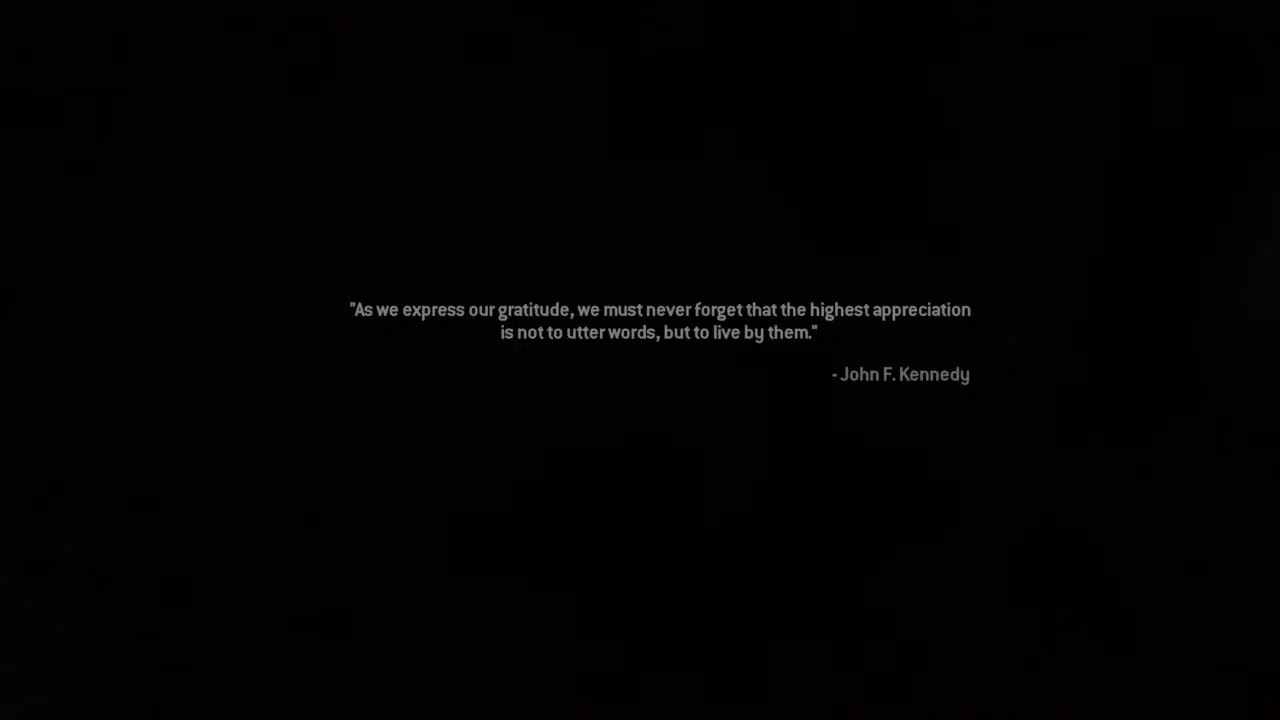 "As we express our gratitude, we must never forget that the highest appreciation
is not to utter words, but to live by them."
- John F. Kennedy